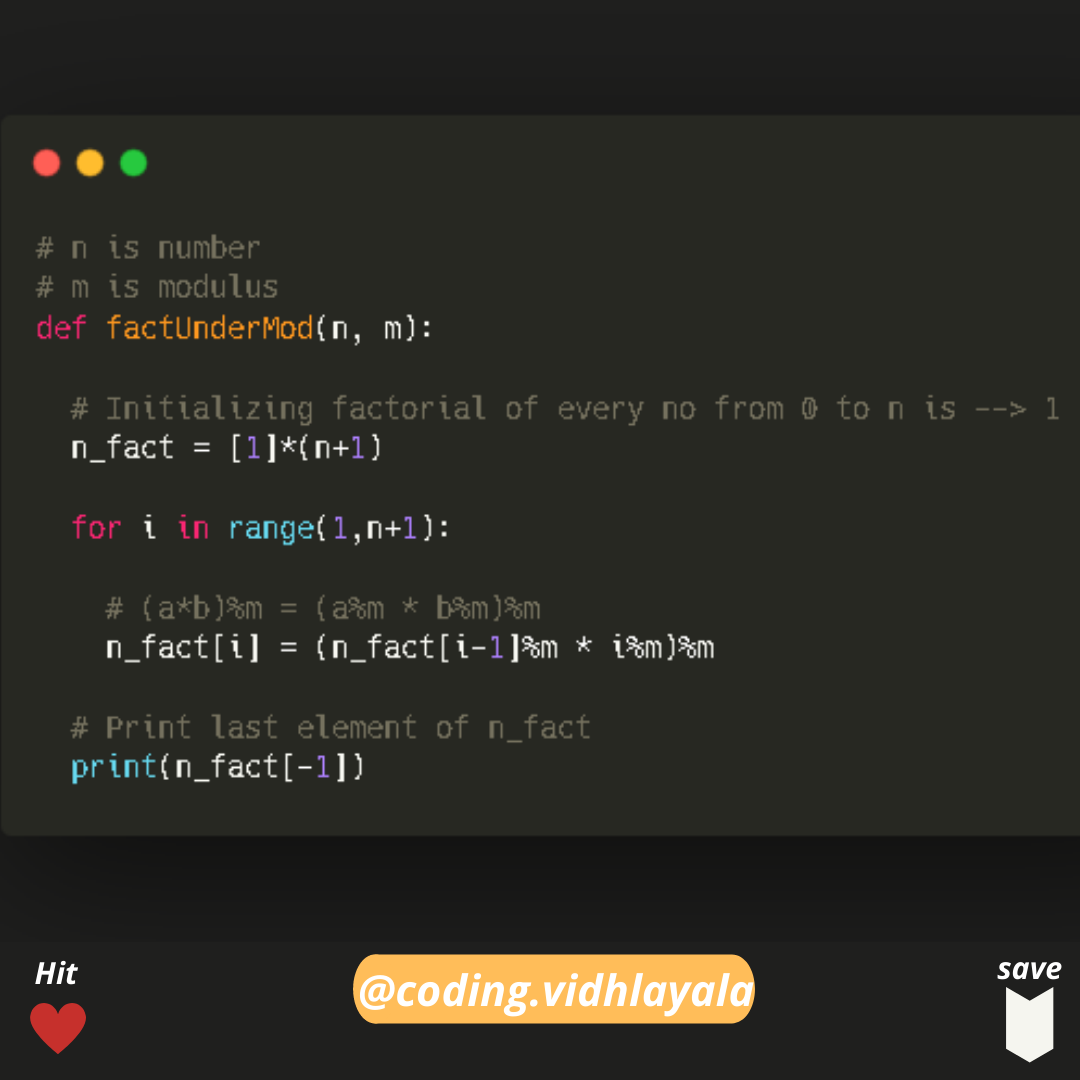 # n is number
# m is modulus
def factUnderMod(n, m):
# Initializing factorial of every no from 0 to n is --> 1
n_fact = [1]*(n+1)
for i in range(1,n+1):
# (a*b)%m = (a%m * b%m)%m
n_fact[i] = (n_fact[i-1]%m * i%m)%m
# Print last element of n_fact
print(n_fact[-1])
Hit
@coding.vidhlayala
save